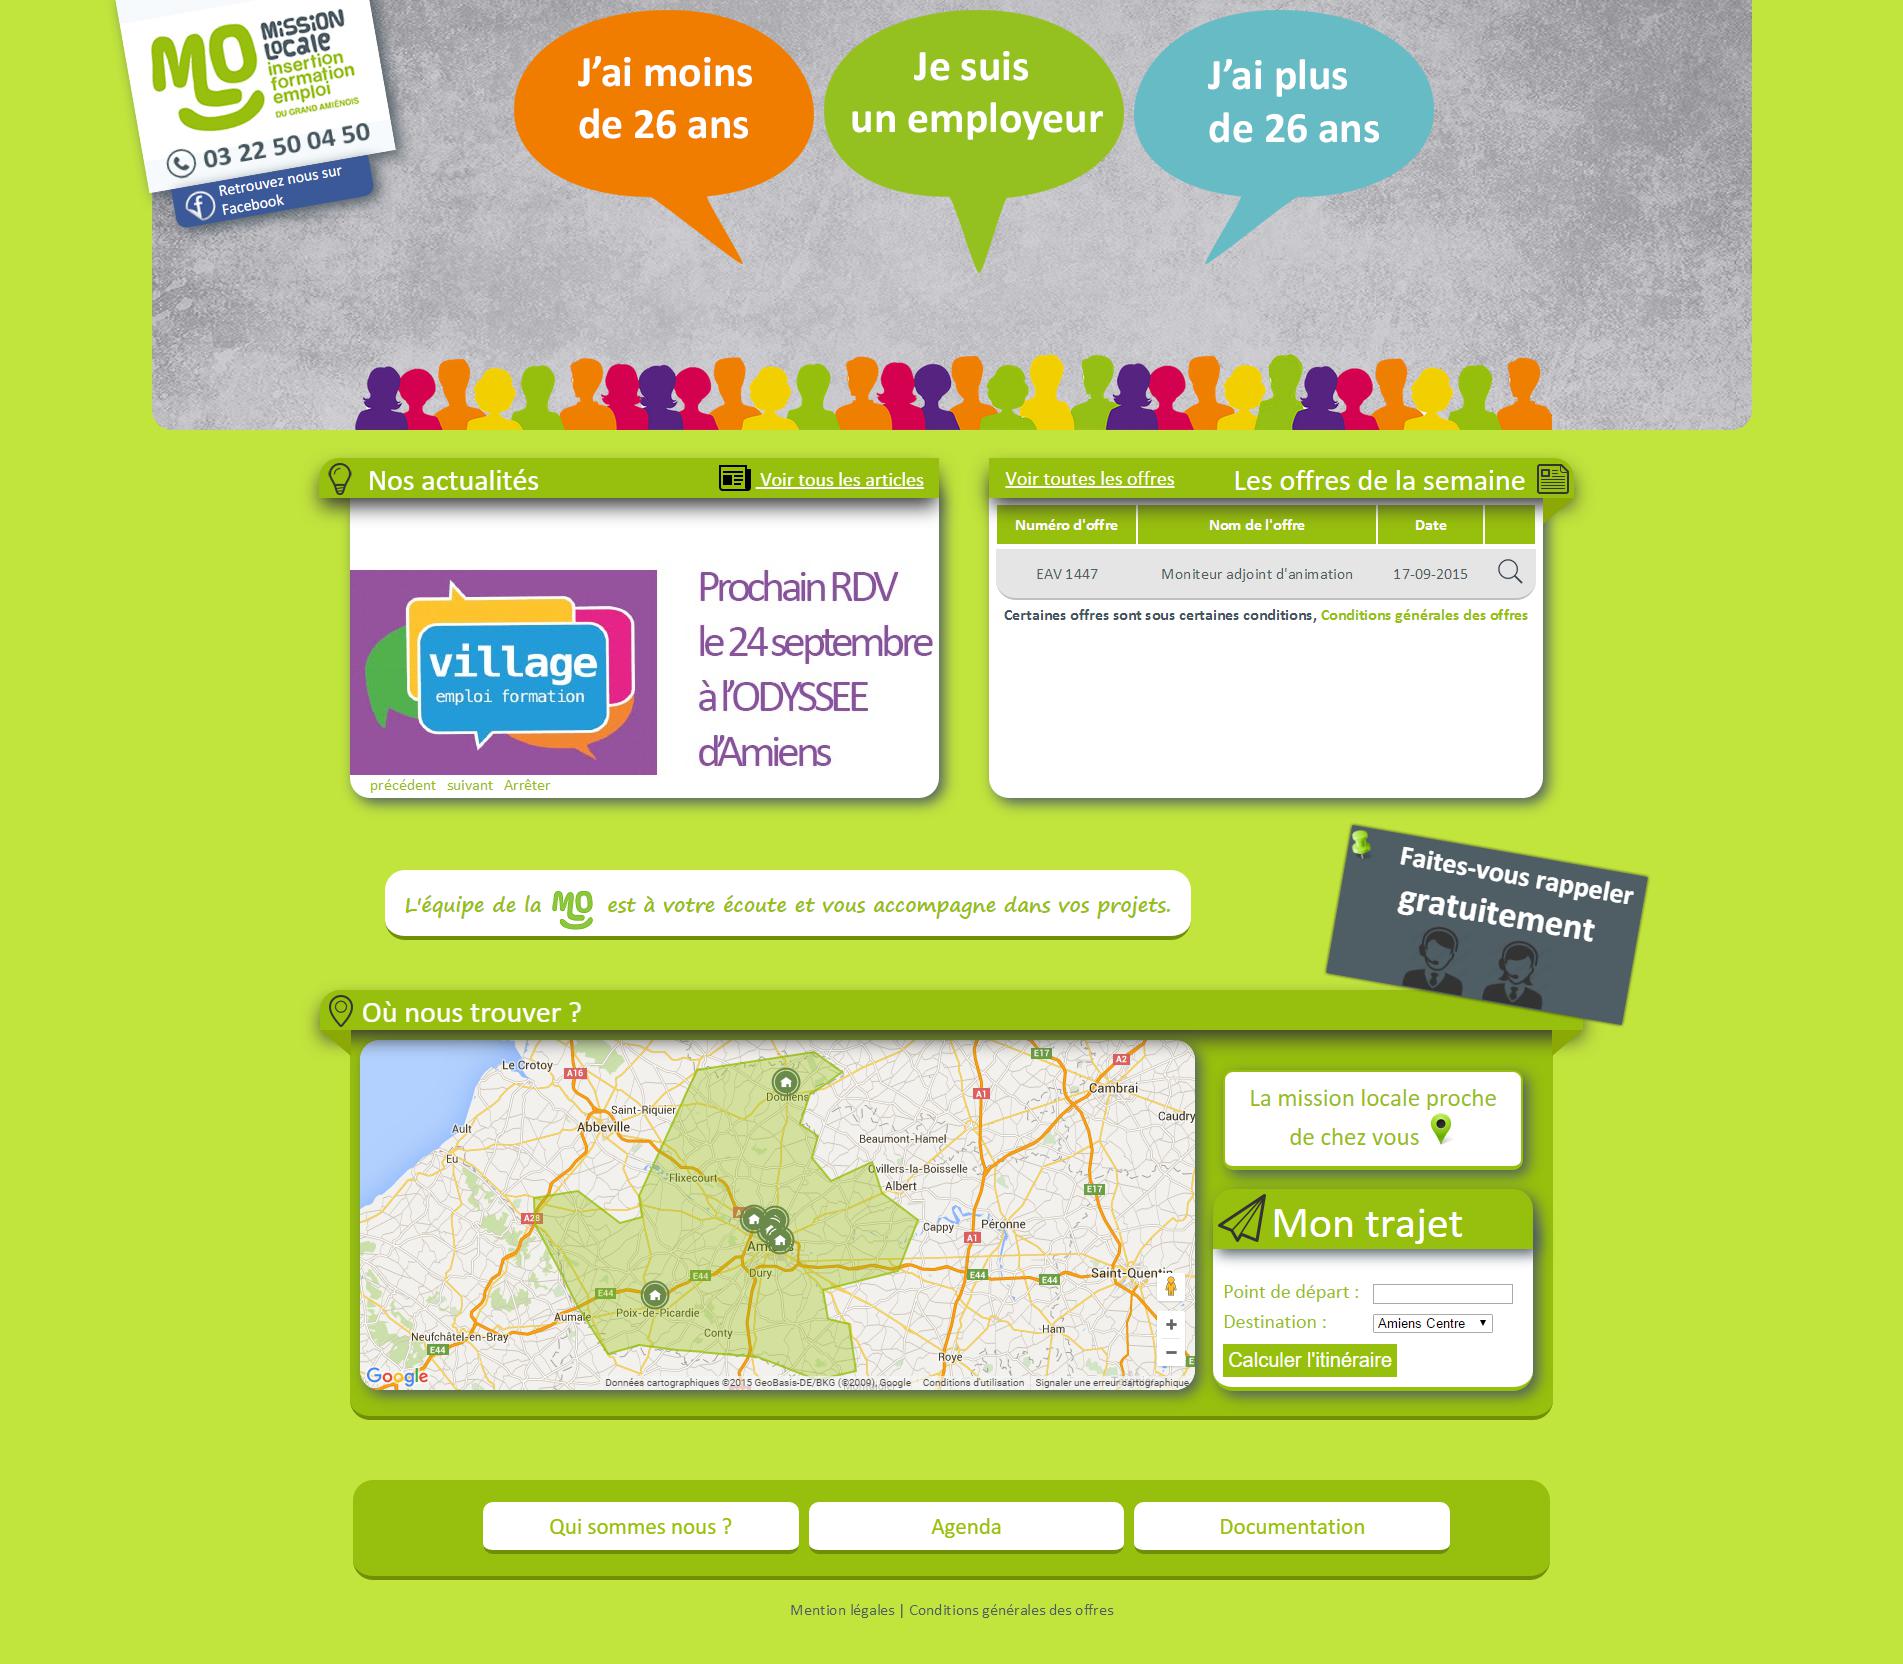 MO MISSION LOCALE
insertion
formation
emploi
DU GRAND AMIÉNOIS
03 22 50 04 50
Retrouvez nous sur
Facebook
J'ai moins
de 26 ans
Je suis
un employeur
J'ai plus
de 26 ans
Nos actualités
Voir tous les articles
village
emploi formation
Prochain RDV
le 24 septembre
à l'ODYSSEE
d'Amiens
précédent suivant Arrêter
Voir toutes les offres
Les offres de la semaine
Numéro d'offre Nom de l'offre Date
EAV 1447 Moniteur adjoint d'animation 17-09-2015
Certaines offres sont sous certaines conditions, Conditions générales des offres
L'équipe de la MO est à votre écoute et vous accompagne dans vos projets.
Faites-vous rappeler
gratuitement
Où nous trouver ?
Le Crotoy
A16
E17
A2
Cambrai
A1
Doullens
Saint-Riquier
Abbeville
Caudry
Ault
Beaumont-Hamel
Eu
Ovillers-la-Boisselle
Flixecourt
Albert
E17
A28
Cappy
Péronne
A1
Dury
E44
E44
E44
Saint-Quentin
E44
Poix-de-Picardie
Aumale
Conty
Ham
Neufchâtel-en-Bray
E44
Roye
Google
Données cartographiques ©2015 GeoBasis-DE/BKG (©2009), Google Conditions d'utilisation Signaler une erreur cartographique
La mission locale proche
de chez vous
Mon trajet
Point de départ :
Destination : Amiens Centre
Calculer l'itinéraire
Qui sommes nous ?
Agenda
Documentation
Mention légales | Conditions générales des offres